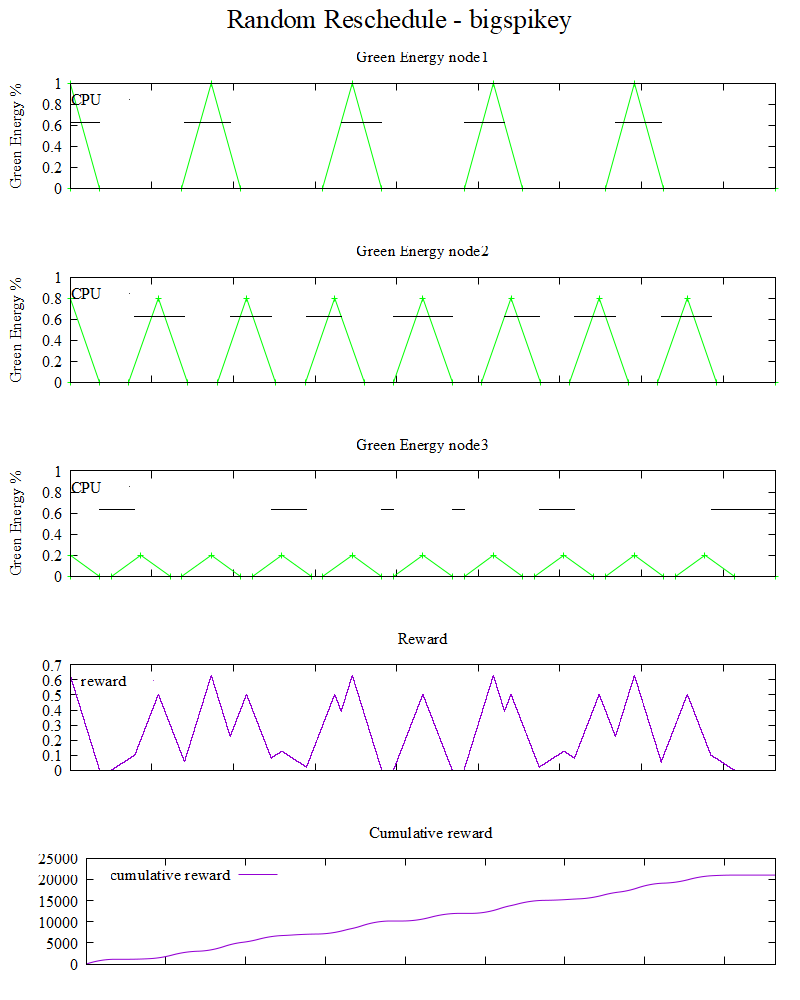 Random Reschedule - bigspikey
Green Energy node1
Green Energy %
1
0.8
0.6
0.4
0.2
0
CPU
Green Energy node2
Green Energy %
1
0.8
0.6
0.4
0.2
0
CPU
Green Energy node3
Green Energy %
1
0.8
0.6
0.4
0.2
0
CPU
Reward
0.7
0.6
0.5
0.4
0.3
0.2
0.1
0
reward
Cumulative reward
25000
20000
15000
10000
5000
0
cumulative reward